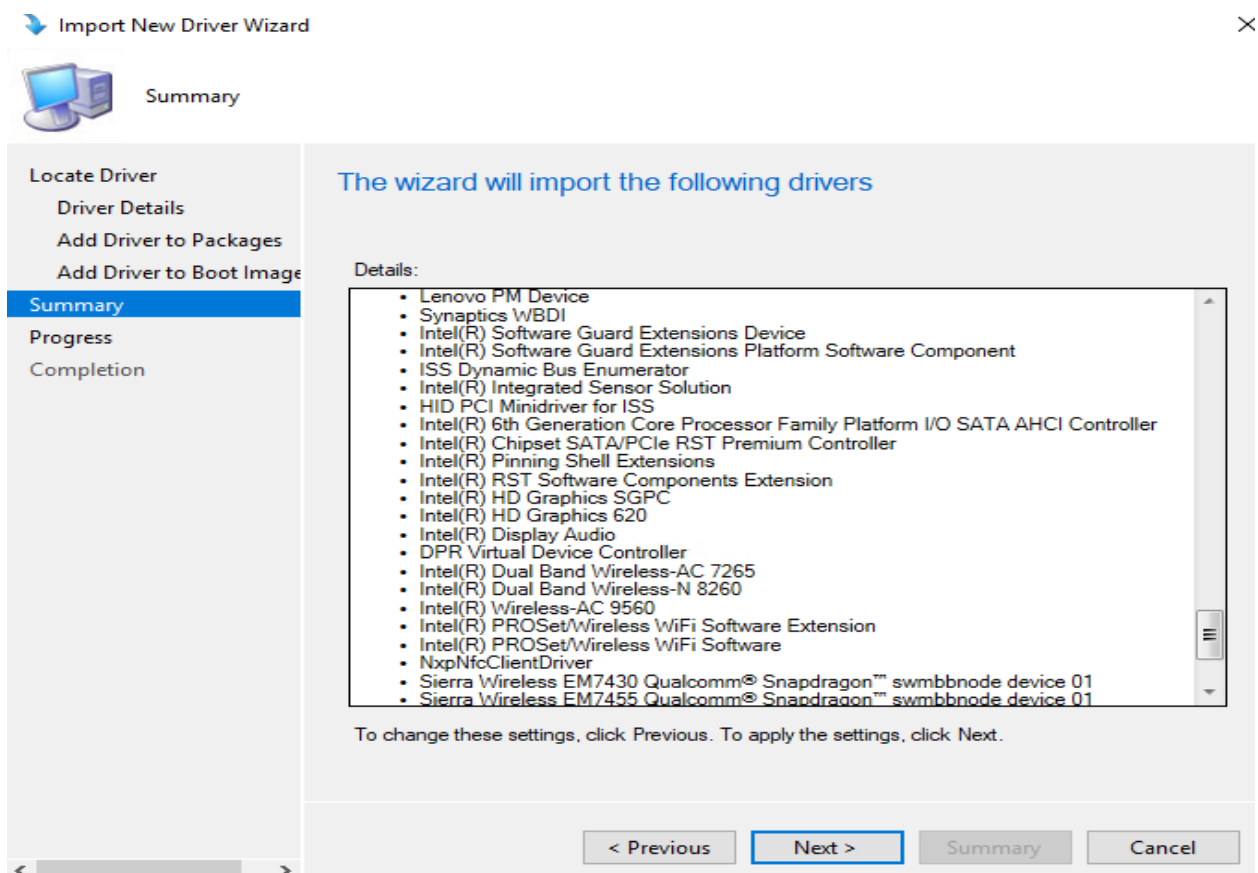 Import New Driver Wizard
Summary
Locate Driver
Driver Details
Add Driver to Packages
Add Driver to Boot Image
Summary
Progress
Completion
The wizard will import the following drivers
Details:
• Lenovo PM Device
• Synaptics WBDI
• Intel(R) Software Guard Extensions Device
• Intel(R) Software Guard Extensions Platform Software Component
• ISS Dynamic Bus Enumerator
• Intel(R) Integrated Sensor Solution
• HID PCI Minidriver for ISS
• Intel(R) 6th Generation Core Processor Family Platform I/O SATA AHCI Controller
• Intel(R) Chipset SATA/PCIe RST Premium Controller
• Intel(R) Pinning Shell Extensions
• Intel(R) RST Software Components Extension
• Intel(R) HD Graphics SGPC
• Intel(R) HD Graphics 620
• Intel(R) Display Audio
• DPR Virtual Device Controller
• Intel(R) Dual Band Wireless-AC 7265
• Intel(R) Dual Band Wireless-N 8260
• Intel(R) Wireless-AC 9560
• Intel(R) PROSet/Wireless WiFi Software Extension
• Intel(R) PROSet/Wireless WiFi Software
• NxpNfcClientDriver
• Sierra Wireless EM7430 Qualcomm® Snapdragon™ swmbbnode device 01
• Sierra Wireless EM7455 Qualcomm® Snapdragon™ swmbbnode device 01
To change these settings, click Previous. To apply the settings, click Next.
< Previous
Next >
Summary
Cancel